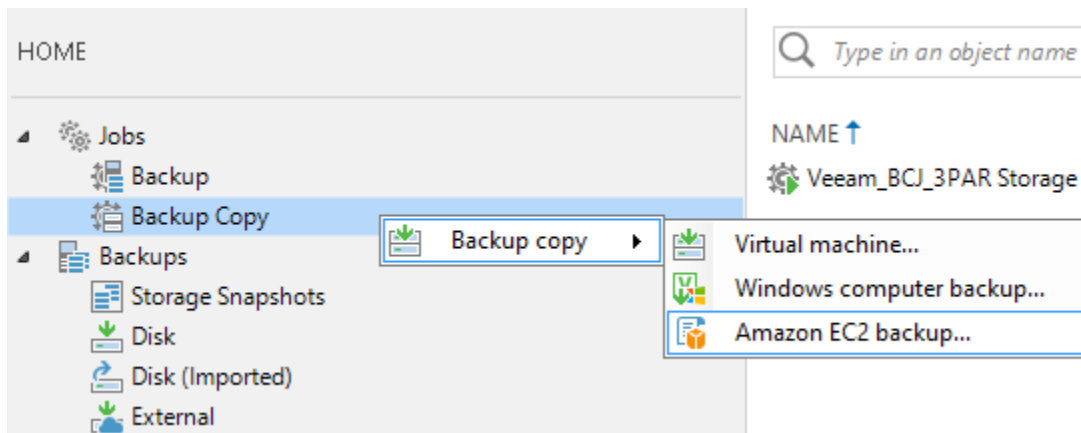 HOME
Jobs
Backup
Backup Copy
Backups
Storage Snapshots
Disk
Disk (Imported)
External
Backup copy
Virtual machine...
Windows computer backup...
Amazon EC2 backup...
Type in an object name
NAME
Veeam_BCJ_3PAR Storage